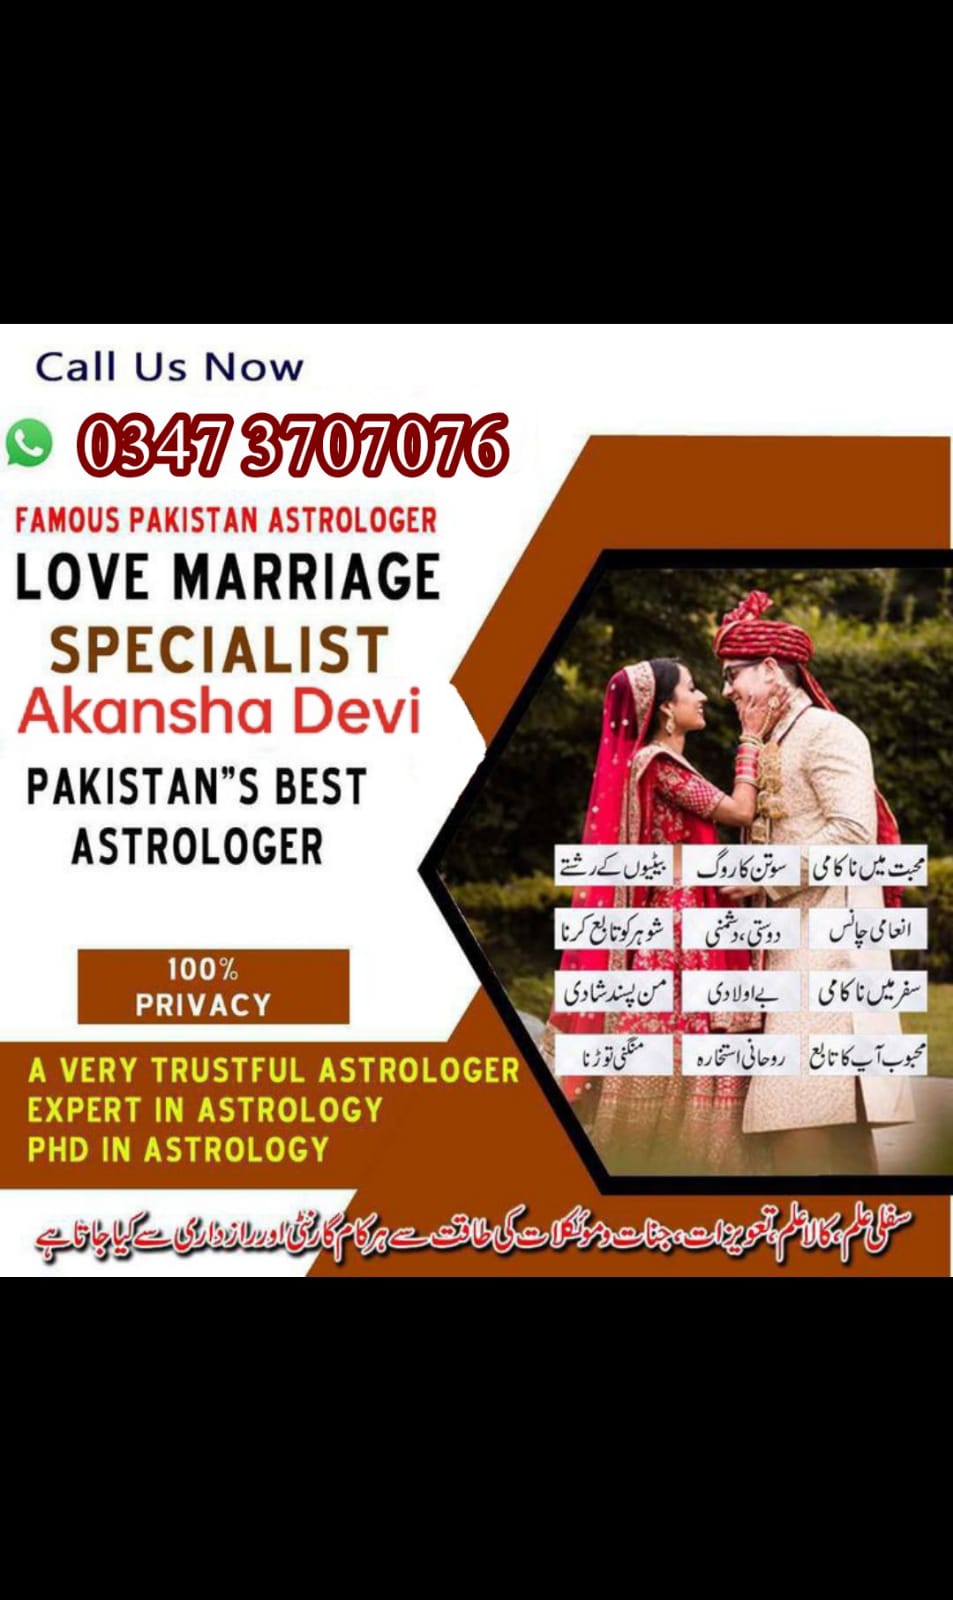 Call Us Now
0347 3707076
FAMOUS PAKISTAN ASTROLOGER
LOVE MARRIAGE
SPECIALIST
Akansha Devi
PAKISTAN”S BEST
ASTROLOGER
100%
PRIVACY
A VERY TRUSTFUL ASTROLOGER
EXPERT IN ASTROLOGY
PHD IN ASTROLOGY
محبت میں ناکامی سوتن کا روگ بیٹیوں کے رشتے
انعامی چانس دوستی، دشمنی شوہر کو تابع کرنا
سفر میں ناکامی بے اولادی من پسند شادی
محبوب آپ کا تابع روحانی استخارہ منگنی توڑنا
سفلی علم، کالا علم، تعویزات، جنات و موئکلات کی طاقت سے ہر کام گارنٹی اور رازداری سے کیا جاتا ہے